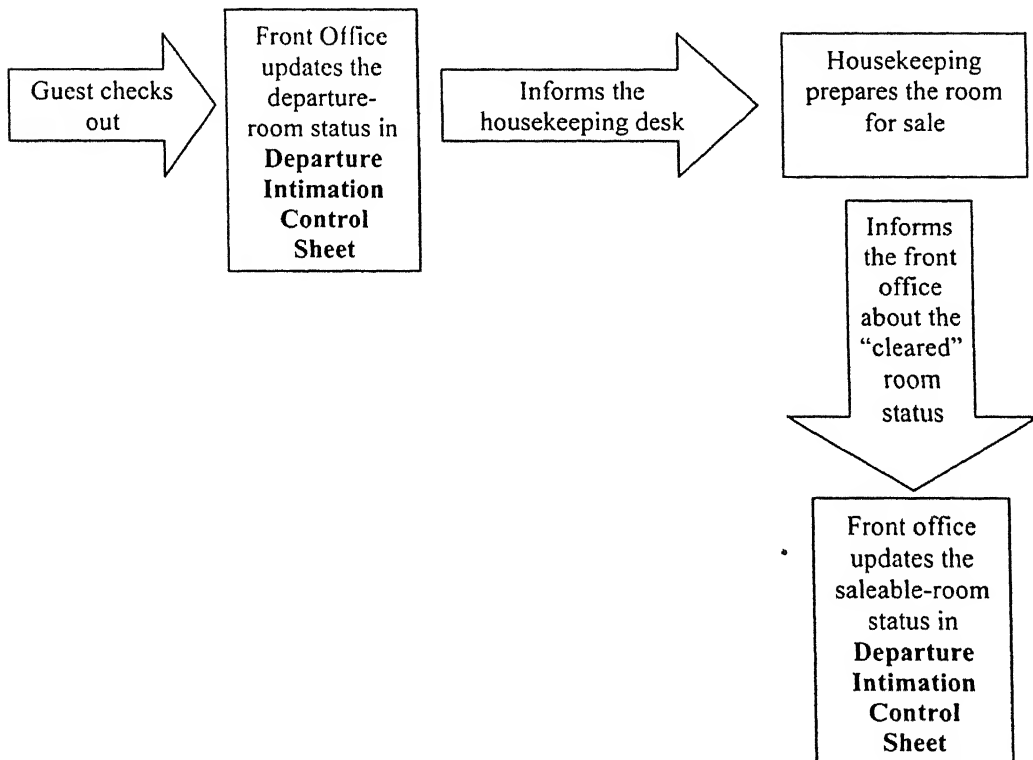 Guest checks
out
Front Office
updates the
departure-
room status in
Departure
Intimation
Control
Sheet
Informs the
housekeeping desk
Housekeeping
prepares the room
for sale
Informs
the front
office
about the
“cleared”
room
status
Front office
updates the
saleable-room
status in
Departure
Intimation
Control
Sheet